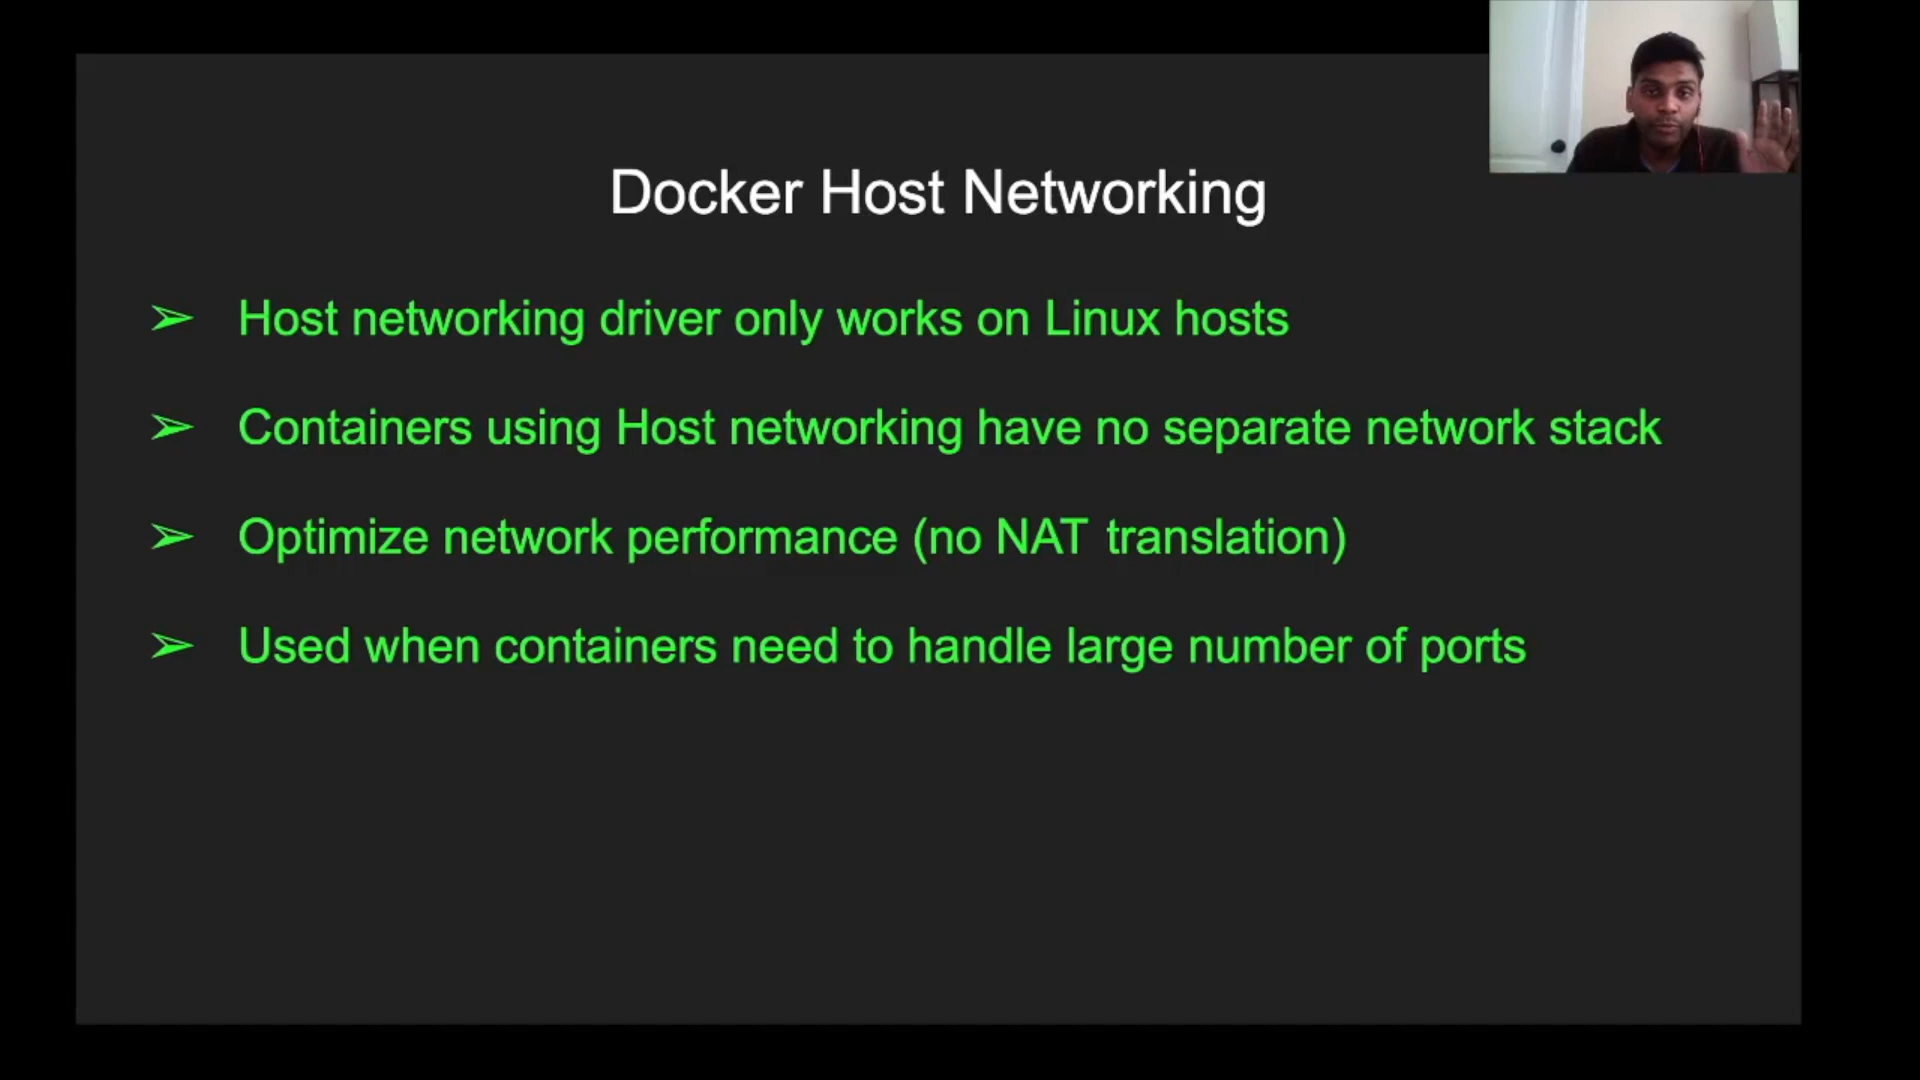 Docker Host Networking
➢ Host networking driver only works on Linux hosts
➢ Containers using Host networking have no separate network stack
➢ Optimize network performance (no NAT translation)
➢ Used when containers need to handle large number of ports